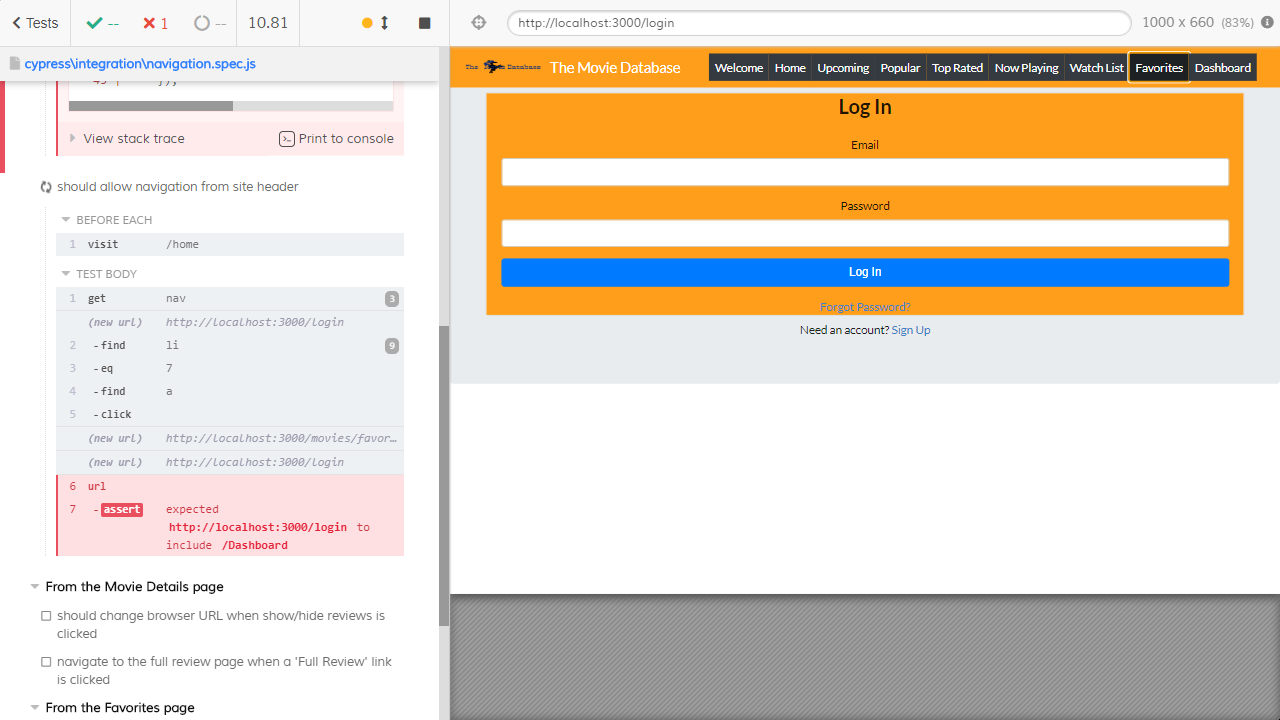 Tests
--
1
--
10.81
http://localhost:3000/login
1000 x 660 (83%)
cypress\integration\navigation.spec.js
View stack trace
Print to console
should allow navigation from site header
BEFORE EACH
1 visit /home
TEST BODY
1 get nav 3
(new url) http://localhost:3000/login
2 -find li 9
3 -eq 7
4 -find a
5 -click
(new url) http://localhost:3000/movies/favor…
(new url) http://localhost:3000/login
6 url
7 -assert expected
http://localhost:3000/login to
include /Dashboard
From the Movie Details page
should change browser URL when show/hide reviews is
clicked
navigate to the full review page when a 'Full Review' link
is clicked
From the Favorites page
The Movie Database
Welcome
Home
Upcoming
Popular
Top Rated
Now Playing
Watch List
Favorites
Dashboard
Log In
Email
Password
Log In
Forgot Password?
Need an account? Sign Up